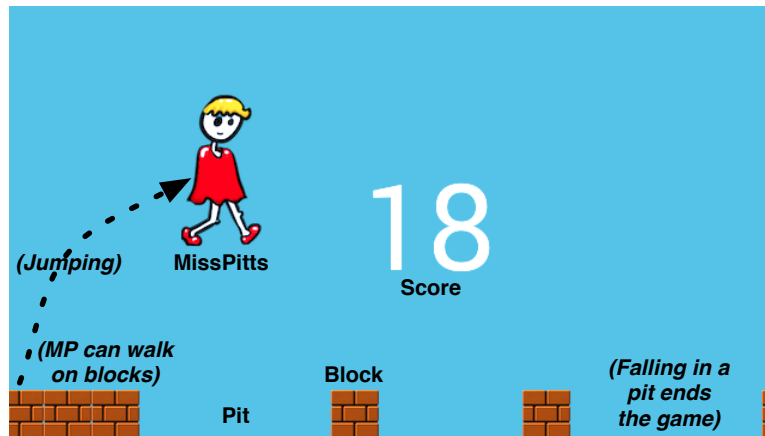 18
(Jumping)
MissPitts
Score
(MP can walk
on blocks)
Block
(Falling in a
pit ends
the game)
Pit